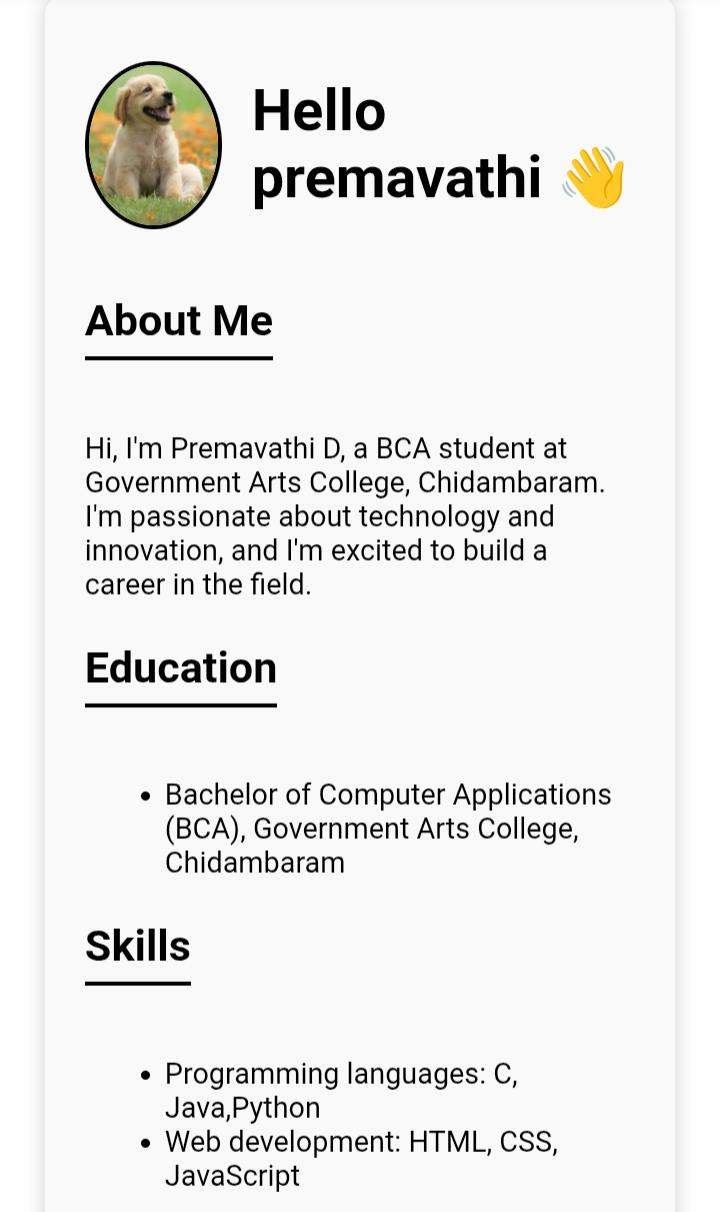 Hello
premavathi 👋
About Me
Hi, I'm Premavathi D, a BCA student at
Government Arts College, Chidambaram.
I'm passionate about technology and
innovation, and I'm excited to build a
career in the field.
Education
• Bachelor of Computer Applications
(BCA), Government Arts College,
Chidambaram
Skills
• Programming languages: C,
Java,Python
• Web development: HTML, CSS,
JavaScript